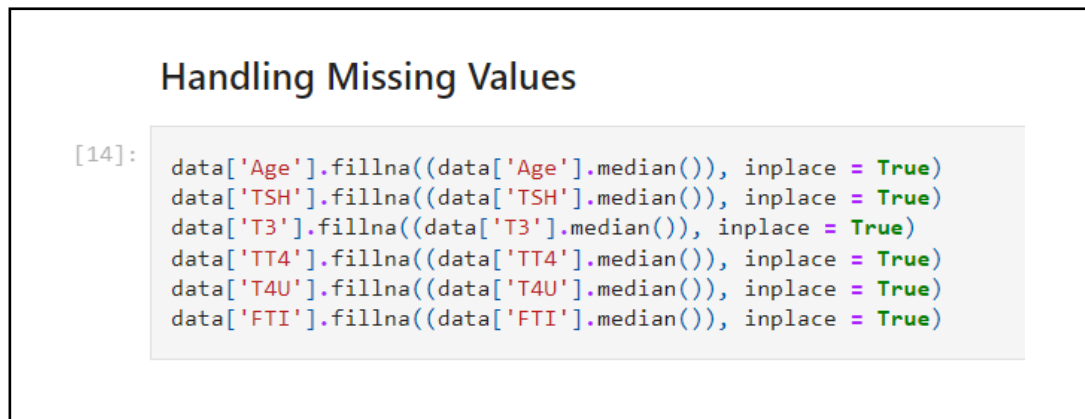 Handling Missing Values
[14]:
data['Age'].fillna((data['Age'].median()), inplace = True)
data['TSH'].fillna((data['TSH'].median()), inplace = True)
data['T3'].fillna((data['T3'].median()), inplace = True)
data['TT4'].fillna((data['TT4'].median()), inplace = True)
data['T4U'].fillna((data['T4U'].median()), inplace = True)
data['FTI'].fillna((data['FTI'].median()), inplace = True)